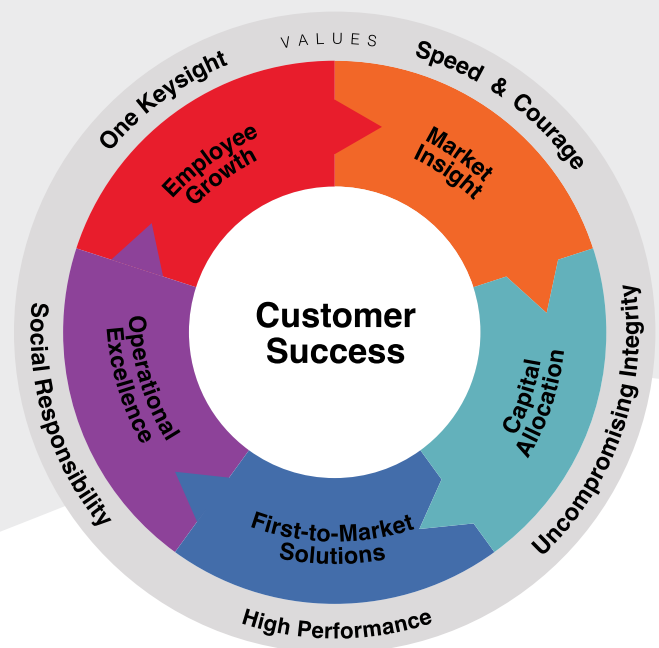 VALUES
One Keysight
Speed & Courage
Employee
Growth
Market
Insight
Customer
Success
Social Responsibility
Operational
Excellence
Capital
Allocation
Uncompromising Integrity
First-to-Market
Solutions
High Performance